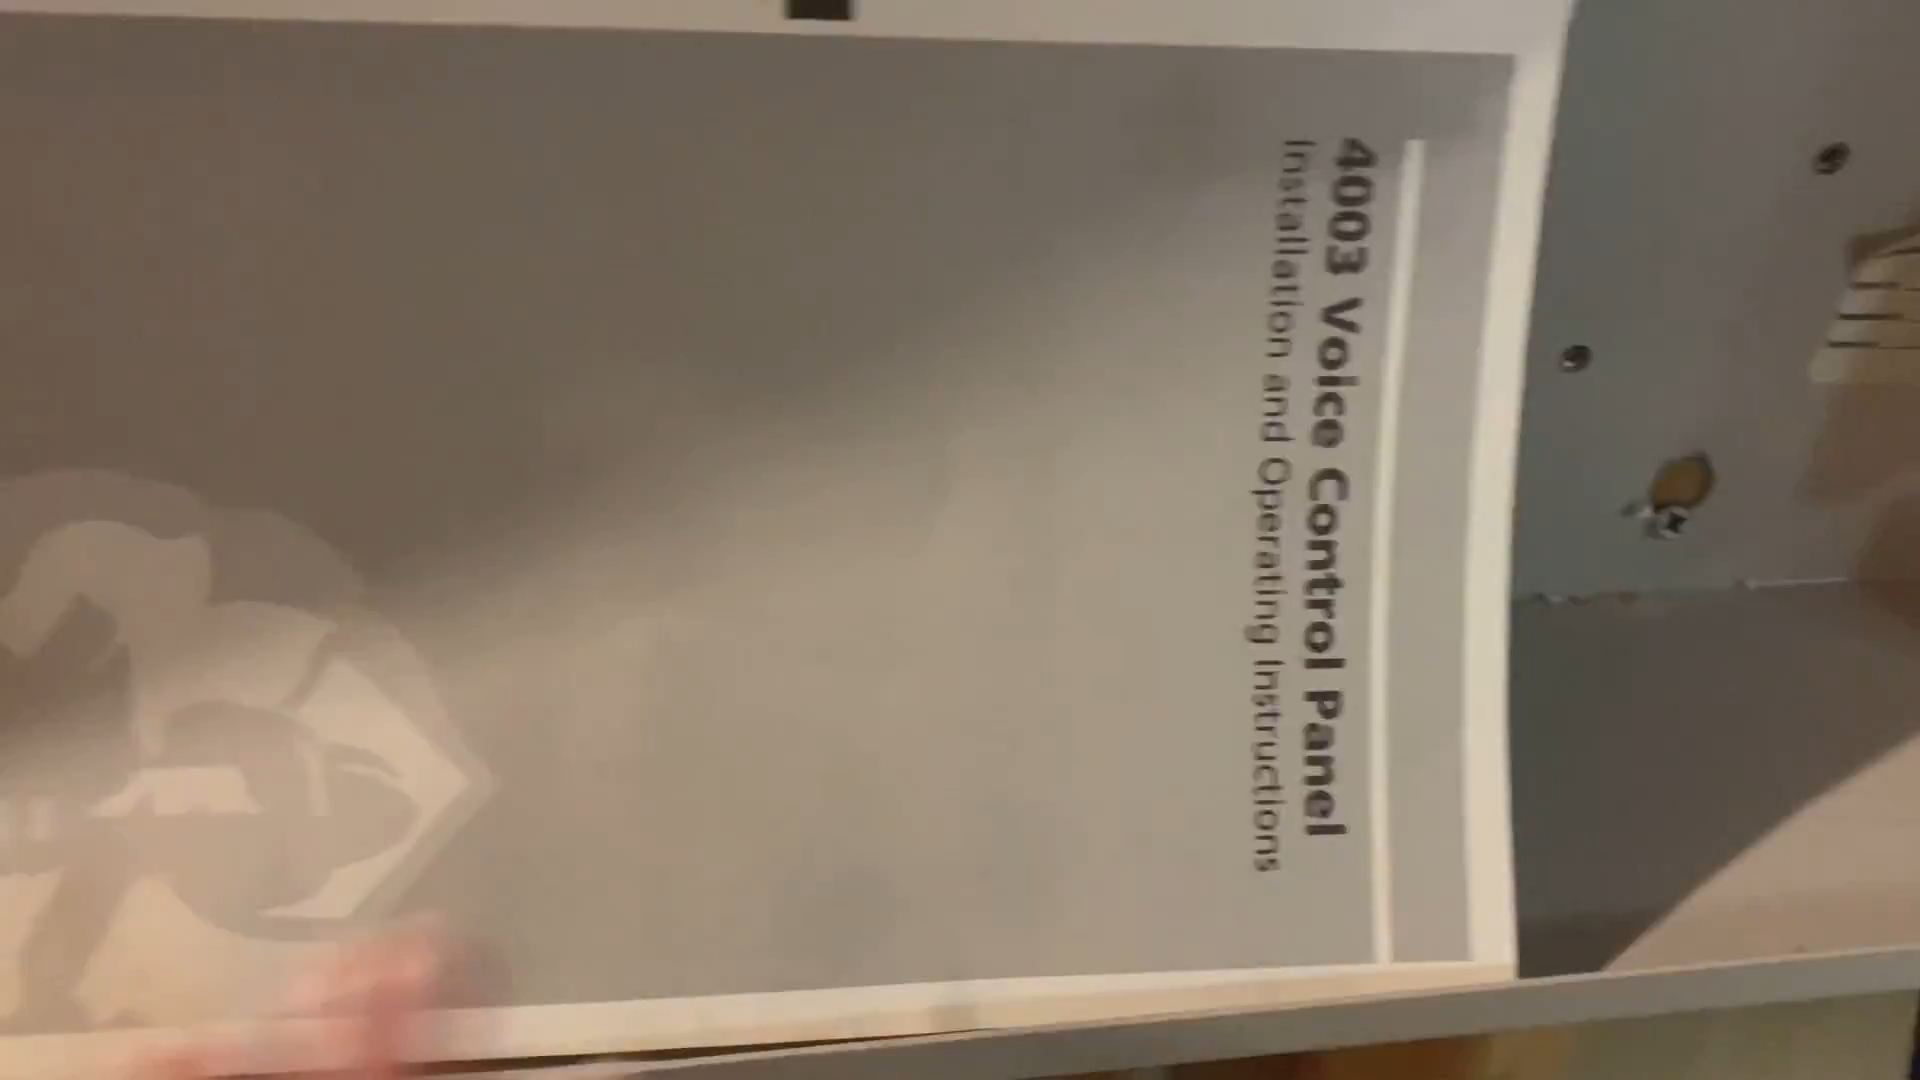 4003 Voice Control Panel
Installation and Operating Instructions